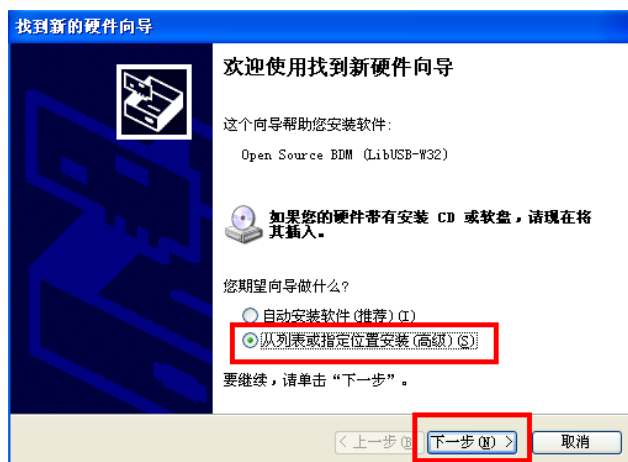 找到新的硬件向导
欢迎使用找到新硬件向导
这个向导帮助您安装软件:
Open Source BDM (LibUSB-W32)
如果您的硬件带有安装 CD 或软盘，请现在将
其插入。
您期望向导做什么?
自动安装软件(推荐)(I)
从列表或指定位置安装(高级)(S)
要继续，请单击“下一步”。
< 上一步(B)
下一步(N) >
取消